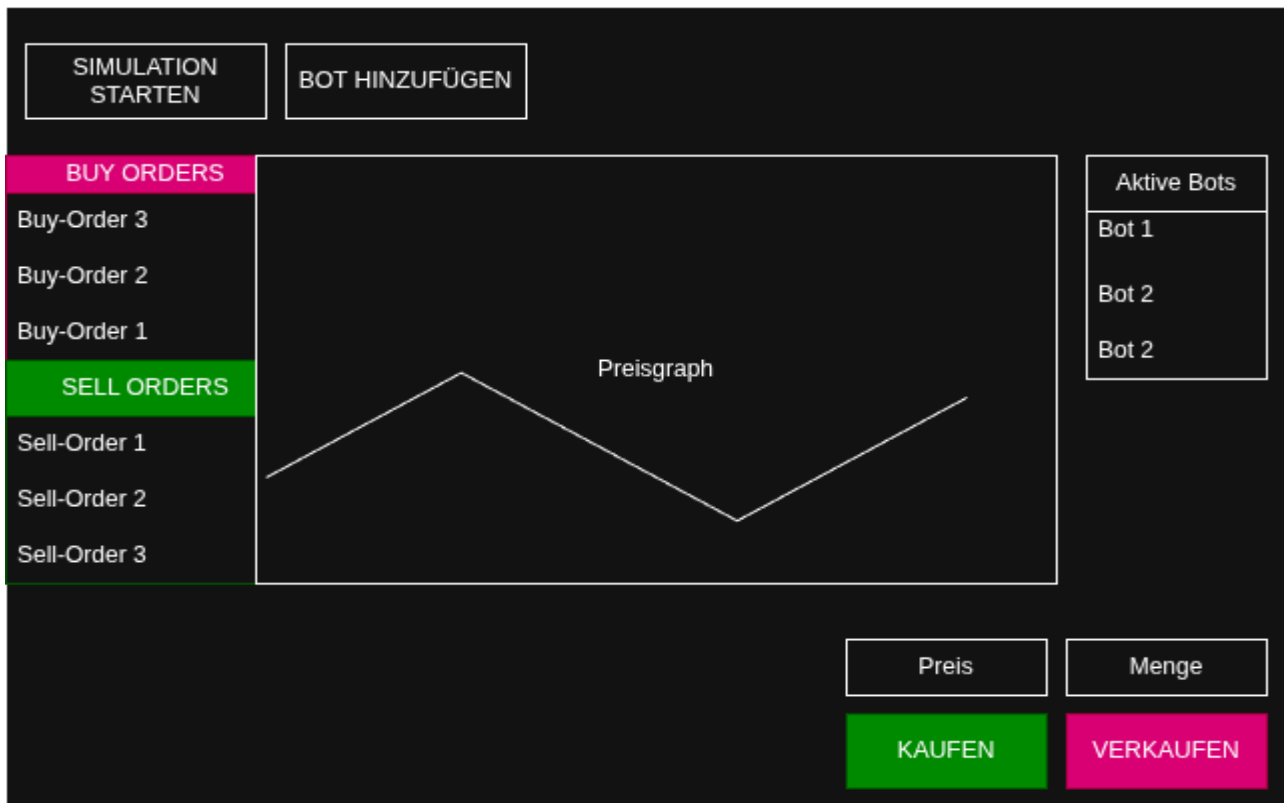 SIMULATION
STARTEN
BOT HINZUFÜGEN
BUY ORDERS
Buy-Order 3
Buy-Order 2
Buy-Order 1
SELL ORDERS
Sell-Order 1
Sell-Order 2
Sell-Order 3
Preisgraph
Aktive Bots
Bot 1
Bot 2
Bot 2
Preis
Menge
KAUFEN
VERKAUFEN